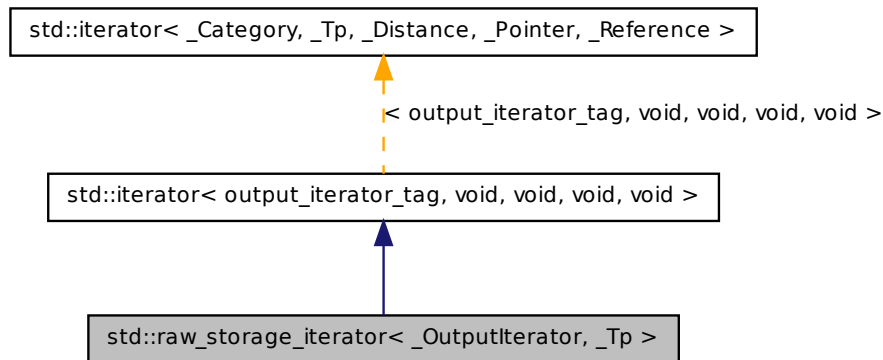 std::iterator< _Category, _Tp, _Distance, _Pointer, _Reference >
< output_iterator_tag, void, void, void, void >
std::iterator< output_iterator_tag, void, void, void, void >
std::raw_storage_iterator< _OutputIterator, _Tp >